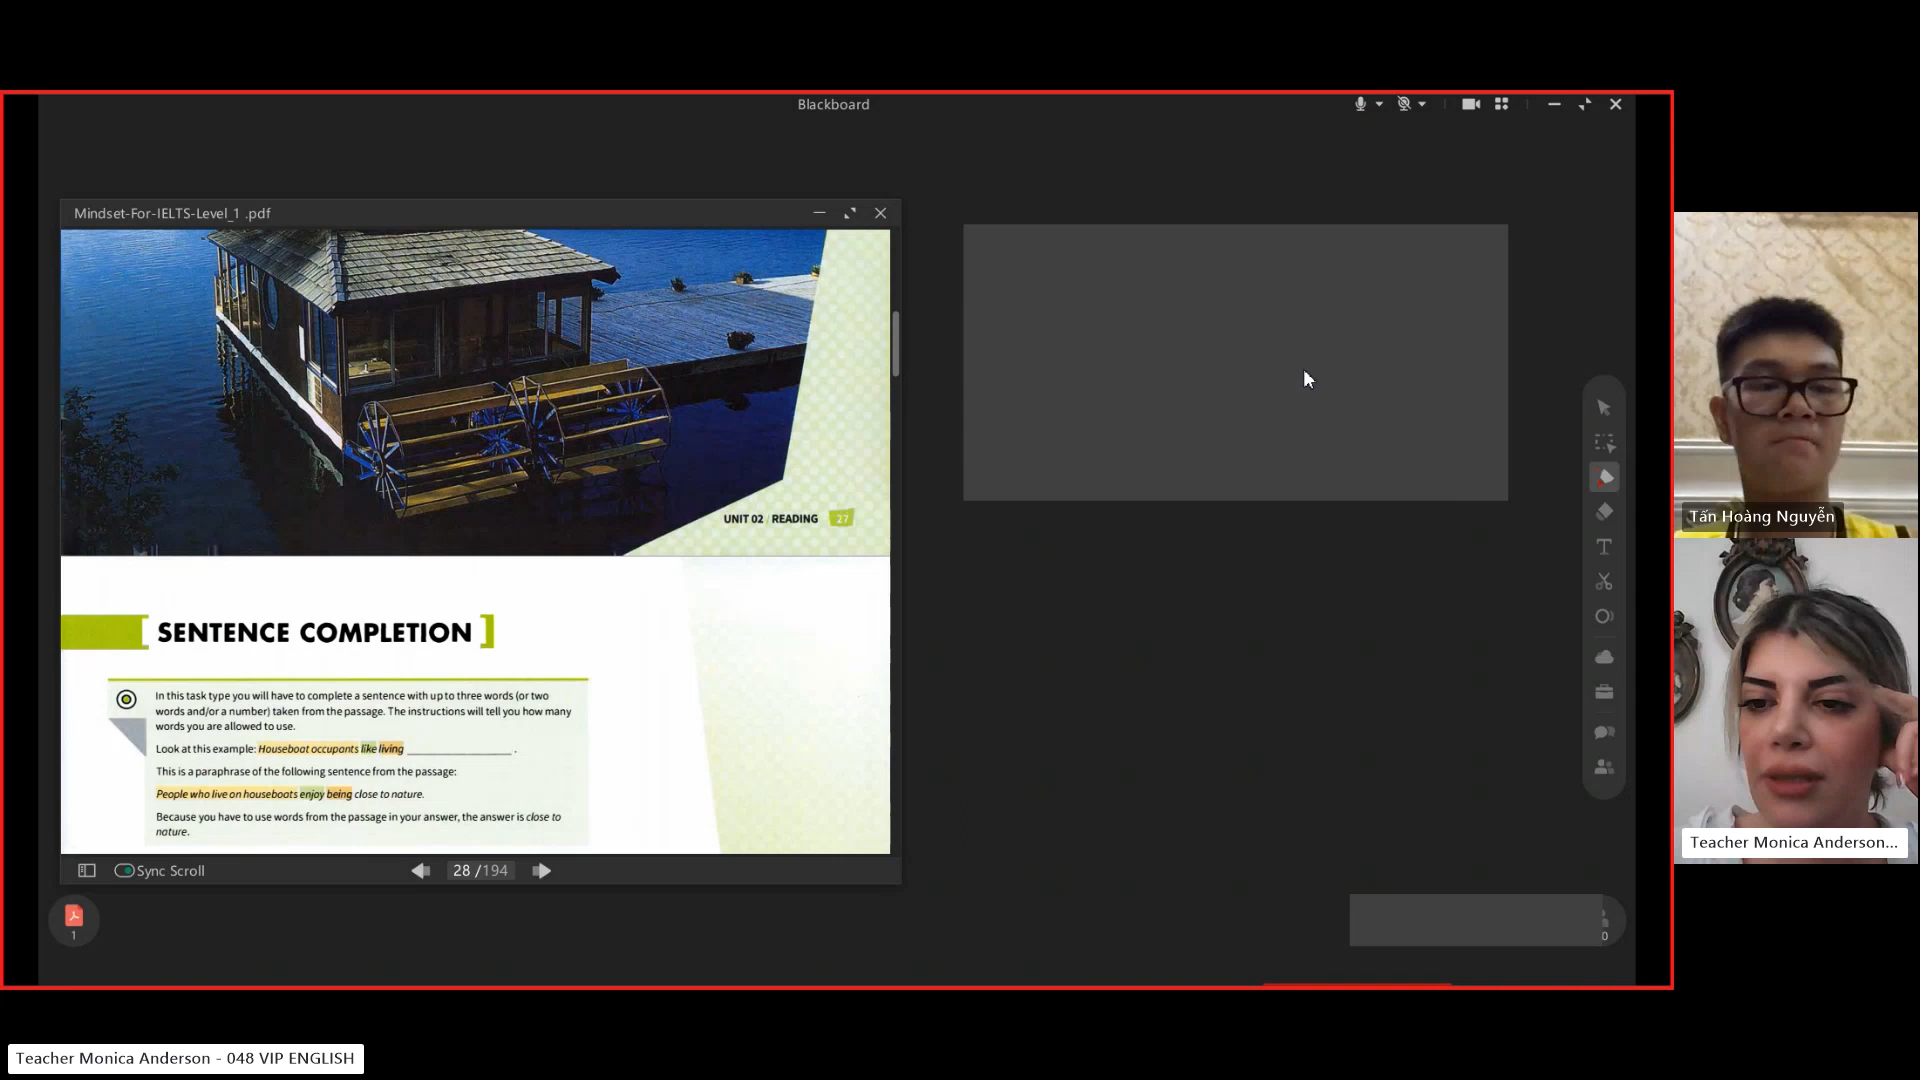 Blackboard
Mindset-For-IELTS-Level_1 .pdf
UNIT 02 / READING 27
[ SENTENCE COMPLETION ]
In this task type you will have to complete a sentence with up to three words (or two
words and/or a number) taken from the passage. The instructions will tell you how many
words you are allowed to use.
Look at this example: Houseboat occupants like living ____________________ .
This is a paraphrase of the following sentence from the passage:
People who live on houseboats enjoy being close to nature.
Because you have to use words from the passage in your answer, the answer is close to
nature.
Sync Scroll
28 /194
1
0
Tấn Hoàng Nguyễn
Teacher Monica Anderson...
Teacher Monica Anderson - 048 VIP ENGLISH